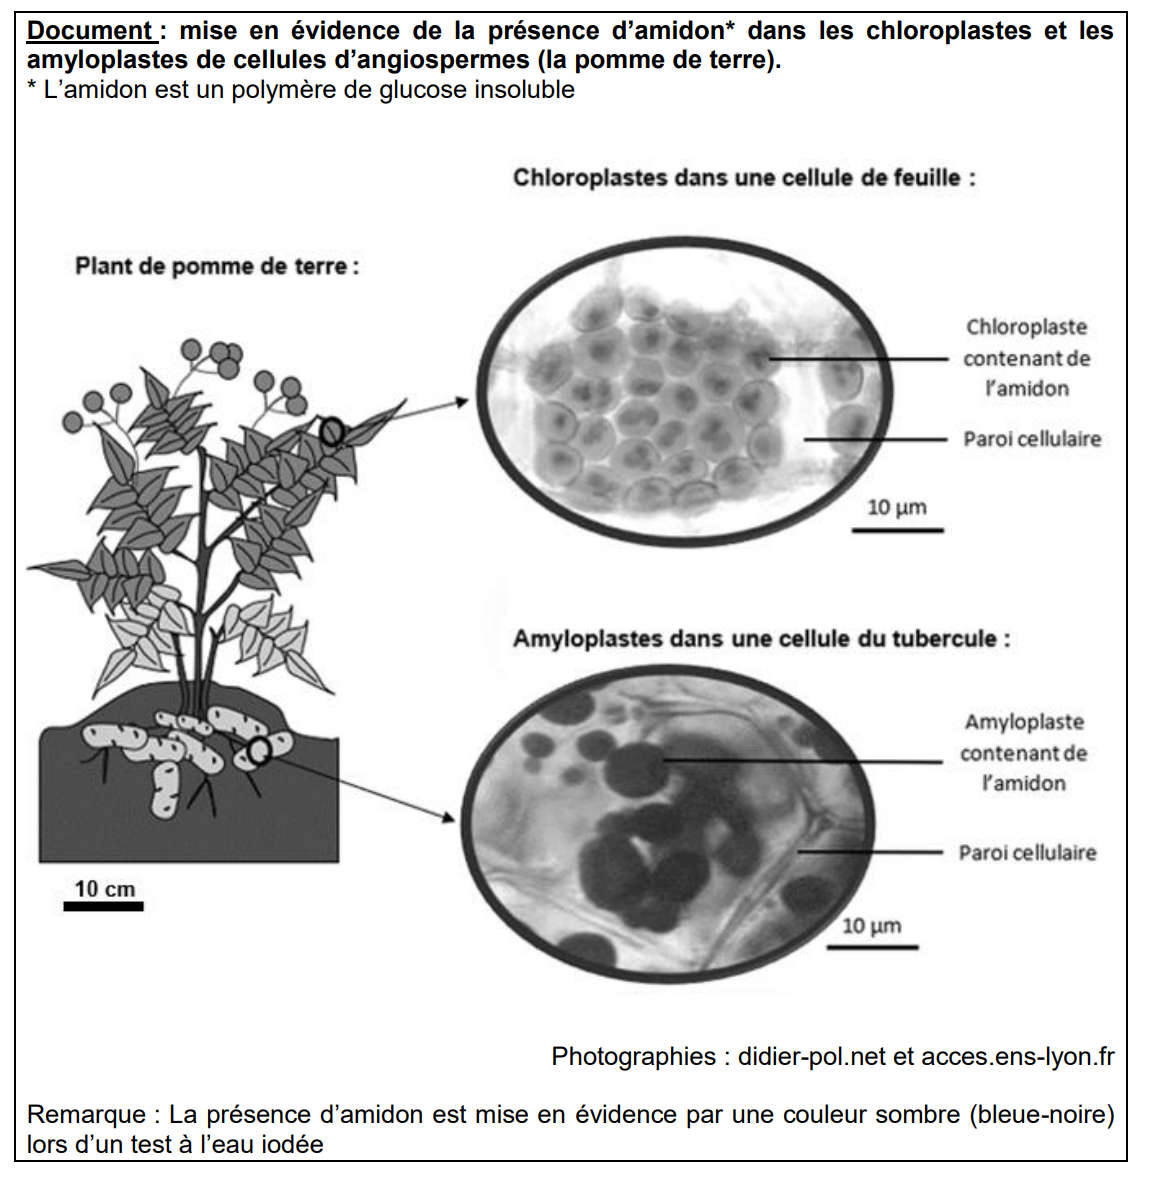 Document : mise en évidence de la présence d’amidon* dans les chloroplastes et les
amyloplastes de cellules d’angiospermes (la pomme de terre).
* L’amidon est un polymère de glucose insoluble
Chloroplastes dans une cellule de feuille :
Plant de pomme de terre :
Chloroplaste
contenant de
l’amidon
Paroi cellulaire
10 µm
Amyloplastes dans une cellule du tubercule :
Amyloplaste
contenant de
l’amidon
Paroi cellulaire
10 cm
10 µm
Photographies : didier-pol.net et acces.ens-lyon.fr
Remarque : La présence d’amidon est mise en évidence par une couleur sombre (bleue-noire)
lors d’un test à l’eau iodée